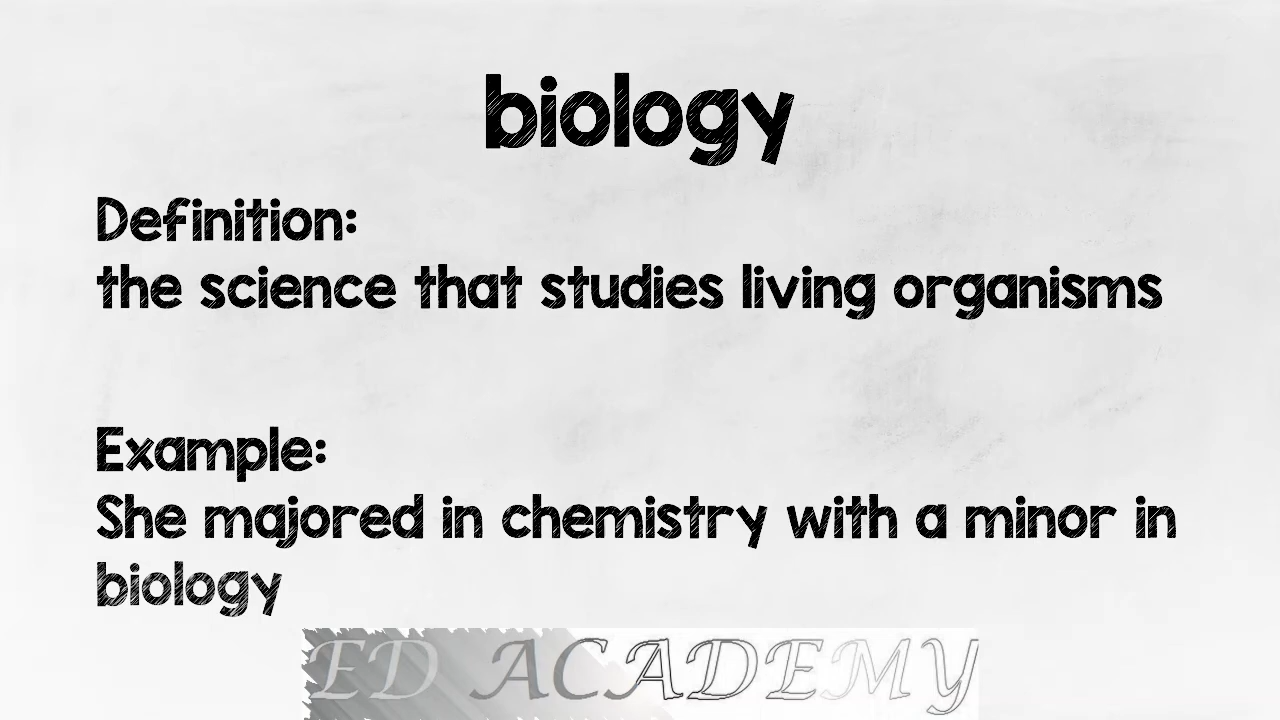 biology
Definition:
the science that studies living organisms
Example:
She majored in chemistry with a minor in
biology
ED ACADEMY